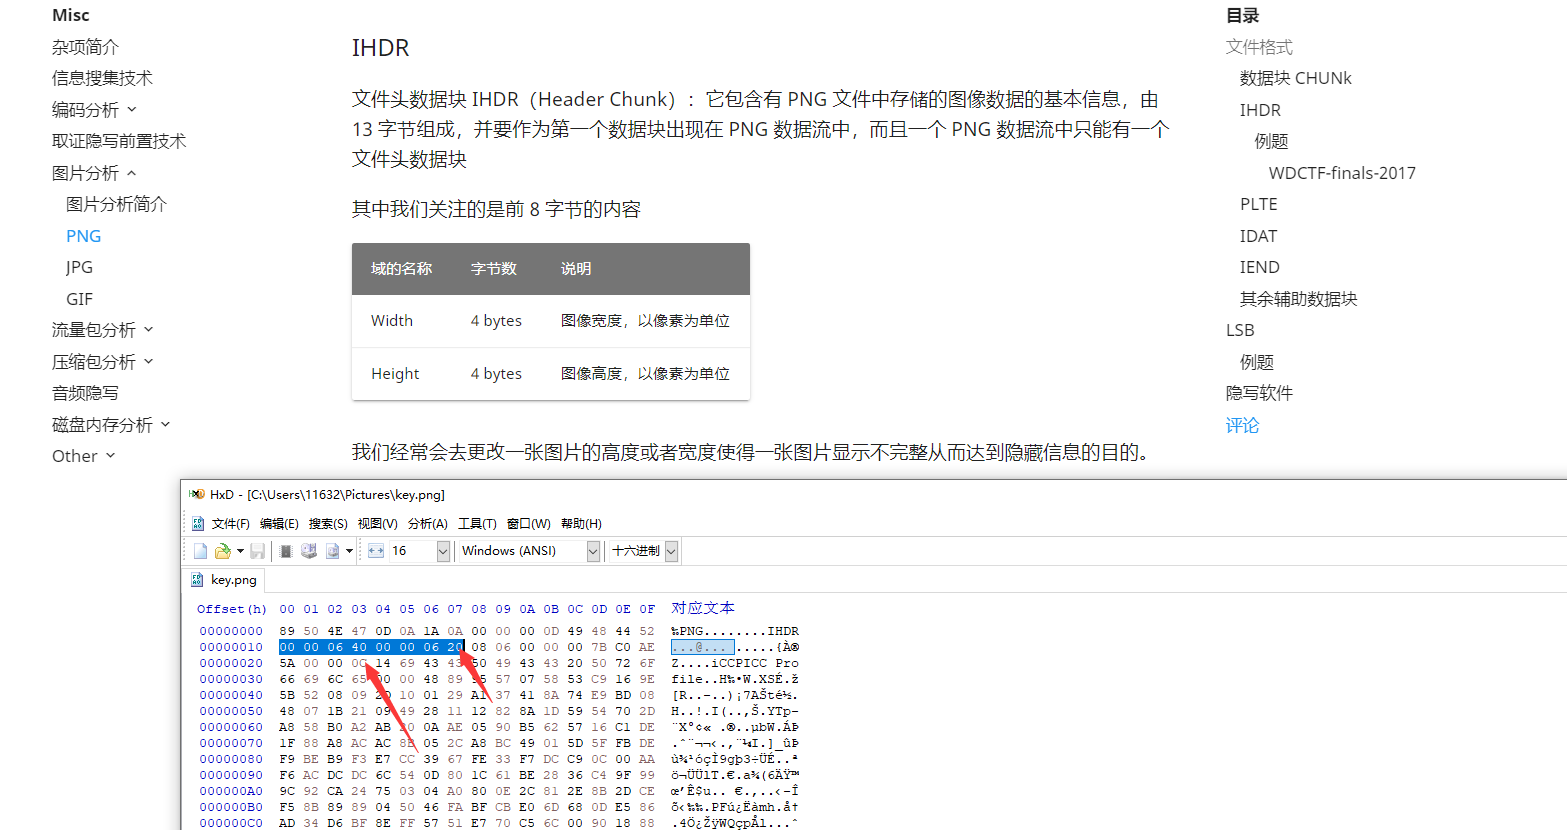 Misc
杂项简介
信息搜集技术
编码分析
取证隐写前置技术
图片分析
图片分析简介
PNG
JPG
GIF
流量包分析
压缩包分析
音频隐写
磁盘内存分析
Other
IHDR
文件头数据块 IHDR（Header Chunk）：它包含有 PNG 文件中存储的图像数据的基本信息，由
13 字节组成，并要作为第一个数据块出现在 PNG 数据流中，而且一个 PNG 数据流中只能有一个
文件头数据块
其中我们关注的是前 8 字节的内容
域的名称 字节数 说明
Width 4 bytes 图像宽度，以像素为单位
Height 4 bytes 图像高度，以像素为单位
我们经常会去更改一张图片的高度或者宽度使得一张图片显示不完整从而达到隐藏信息的目的。
目录
文件格式
数据块 CHUNk
IHDR
例题
WDCTF-finals-2017
PLTE
IDAT
IEND
其余辅助数据块
LSB
例题
隐写软件
评论
HxD - [C:\Users\11632\Pictures\key.png]
文件(F) 编辑(E) 搜索(S) 视图(V) 分析(A) 工具(T) 窗口(W) 帮助(H)
16 Windows (ANSI) 十六进制
key.png
Offset(h) 00 01 02 03 04 05 06 07 08 09 0A 0B 0C 0D 0E 0F 对应文本
00000000 89 50 4E 47 0D 0A 1A 0A 00 00 00 0D 49 48 44 52 ‰PNG........IHDR
00000010 00 00 06 40 00 00 06 20 08 06 00 00 00 7B C0 AE ...@... .....{À®
00000020 5A 00 00 0C 14 69 43 43 50 49 43 43 20 50 72 6F Z....iCCPICC Pro
00000030 66 69 6C 65 00 00 48 89 95 57 07 58 53 C9 16 9E file..H‰•W.XSÉ.ž
00000040 5B 52 08 09 2D 10 01 29 A1 37 41 8A 74 E9 BD 08 [R..-..)¡7AŠté½.
00000050 48 07 1B 21 09 49 28 11 12 82 8A 1D 59 54 70 2D H..!.I(..‚Š.YTp-
00000060 A8 58 B0 A2 AB 20 0A AE 05 90 B5 62 57 16 C1 DE ¨X°¢« .®..µbW.ÁÞ
00000070 1F 88 A8 AC AC 8B 05 2C A8 BC 49 01 5D 5F FB DE .ˆ¨¬¬‹.,¨¼I.]_ûÞ
00000080 F9 BE B9 F3 E7 CC 39 67 FE 33 F7 DC C9 0C 00 AA ù¾¹óçÌ9gþ3÷ÜÉ..ª
00000090 F6 AC DC DC 6C 54 0D 80 1C 61 BE 28 36 C4 9F 99 ö¬ÜÜlT.€.a¾(6ÄŸ™
000000A0 9C 92 CA 24 75 03 04 A0 80 0E 2C 81 2E 8B 2D CE œ’Ê$u.. €.,..‹-Î
000000B0 F5 8B 89 89 04 50 46 FA BF CB E0 6D 68 0D E5 86 õ‹‰‰.PFú¿Ëàmh.å†
000000C0 AD 34 D6 BF 8E FF 57 51 E7 70 C5 6C 00 90 18 88 .4Ö¿ŽÿWQçpÅl...ˆ